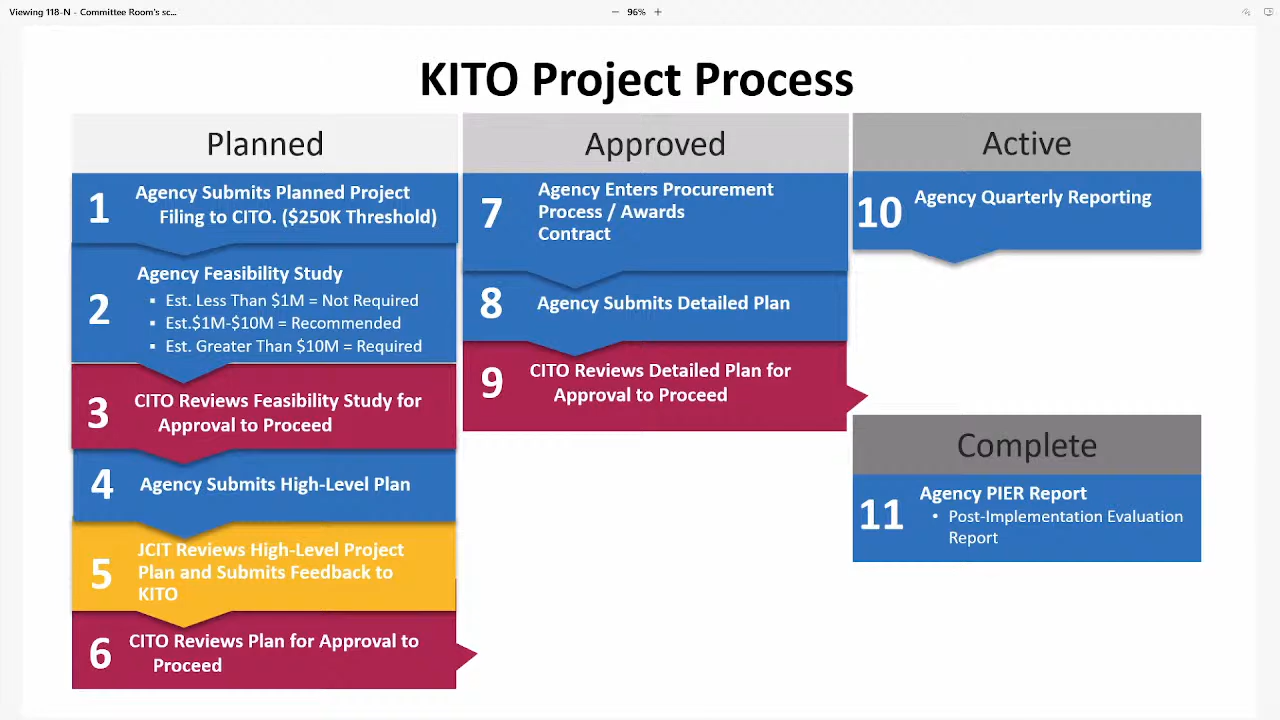 Viewing 118-N - Committee Room's sc...
96%
KITO Project Process
Planned
1
Agency Submits Planned Project
Filing to CITO. ($250K Threshold)
2
Agency Feasibility Study
▪ Est. Less Than $1M = Not Required
▪ Est.$1M-$10M = Recommended
▪ Est. Greater Than $10M = Required
3
CITO Reviews Feasibility Study for
Approval to Proceed
4
Agency Submits High-Level Plan
5
JCIT Reviews High-Level Project
Plan and Submits Feedback to
KITO
6
CITO Reviews Plan for Approval to
Proceed
Approved
7
Agency Enters Procurement
Process / Awards
Contract
8
Agency Submits Detailed Plan
9
CITO Reviews Detailed Plan for
Approval to Proceed
Active
10
Agency Quarterly Reporting
Complete
11
Agency PIER Report
• Post-Implementation Evaluation
Report